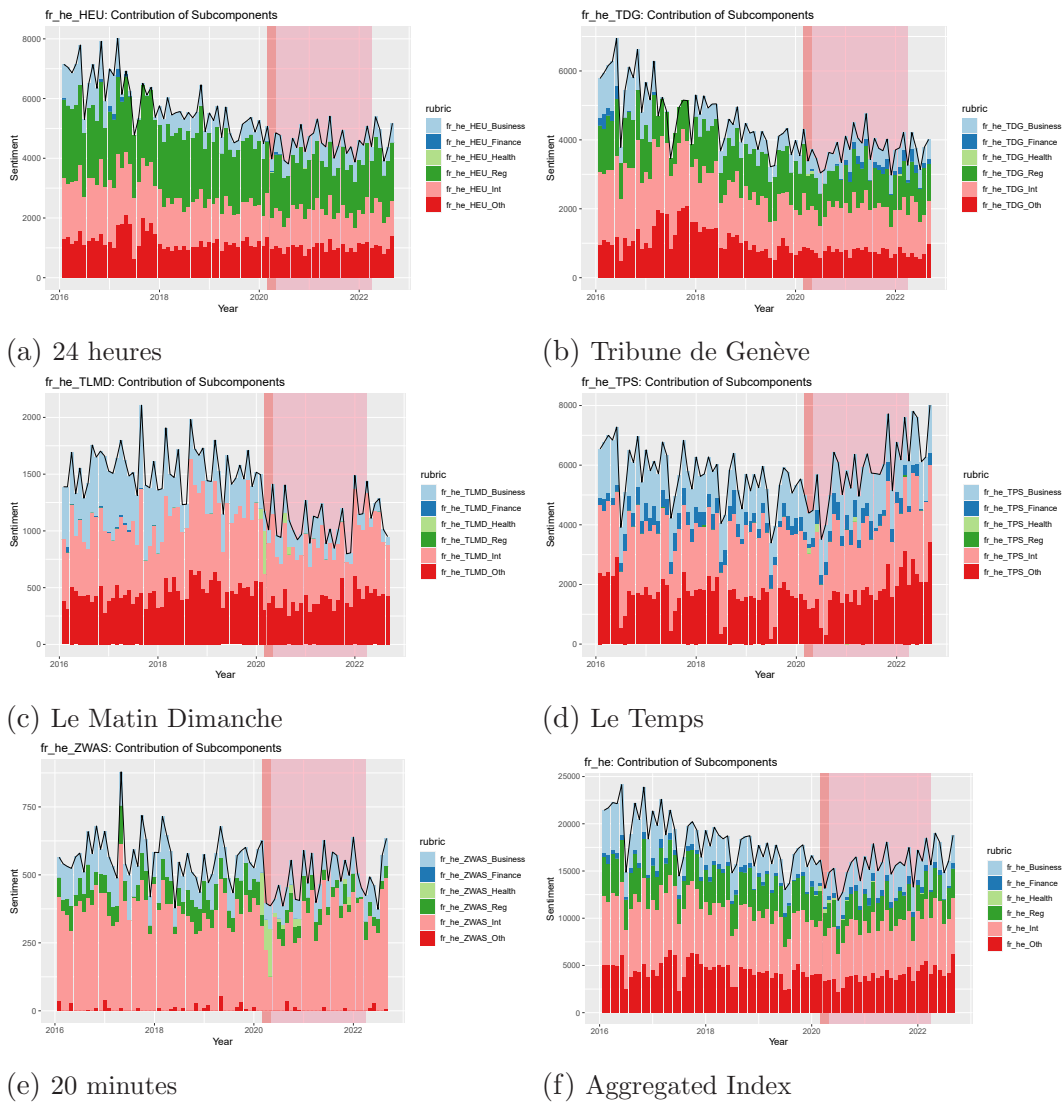 fr_he_HEU: Contribution of Subcomponents
8000
6000
4000
2000
0
Sentiment
2016
2018
2020
2022
Year
rubric
fr_he_HEU_Business
fr_he_HEU_Finance
fr_he_HEU_Health
fr_he_HEU_Reg
fr_he_HEU_Int
fr_he_HEU_Oth
(a) 24 heures
fr_he_TDG: Contribution of Subcomponents
6000
4000
2000
0
Sentiment
2016
2018
2020
2022
Year
rubric
fr_he_TDG_Business
fr_he_TDG_Finance
fr_he_TDG_Health
fr_he_TDG_Reg
fr_he_TDG_Int
fr_he_TDG_Oth
(b) Tribune de Genève
fr_he_TLMD: Contribution of Subcomponents
2000
1500
1000
500
0
Sentiment
2016
2018
2020
2022
Year
rubric
fr_he_TLMD_Business
fr_he_TLMD_Finance
fr_he_TLMD_Health
fr_he_TLMD_Reg
fr_he_TLMD_Int
fr_he_TLMD_Oth
(c) Le Matin Dimanche
fr_he_TPS: Contribution of Subcomponents
8000
6000
4000
2000
0
Sentiment
2016
2018
2020
2022
Year
rubric
fr_he_TPS_Business
fr_he_TPS_Finance
fr_he_TPS_Health
fr_he_TPS_Reg
fr_he_TPS_Int
fr_he_TPS_Oth
(d) Le Temps
fr_he_ZWAS: Contribution of Subcomponents
750
500
250
0
Sentiment
2016
2018
2020
2022
Year
rubric
fr_he_ZWAS_Business
fr_he_ZWAS_Finance
fr_he_ZWAS_Health
fr_he_ZWAS_Reg
fr_he_ZWAS_Int
fr_he_ZWAS_Oth
(e) 20 minutes
fr_he: Contribution of Subcomponents
25000
20000
15000
10000
5000
0
Sentiment
2016
2018
2020
2022
Year
rubric
fr_he_Business
fr_he_Finance
fr_he_Health
fr_he_Reg
fr_he_Int
fr_he_Oth
(f) Aggregated Index